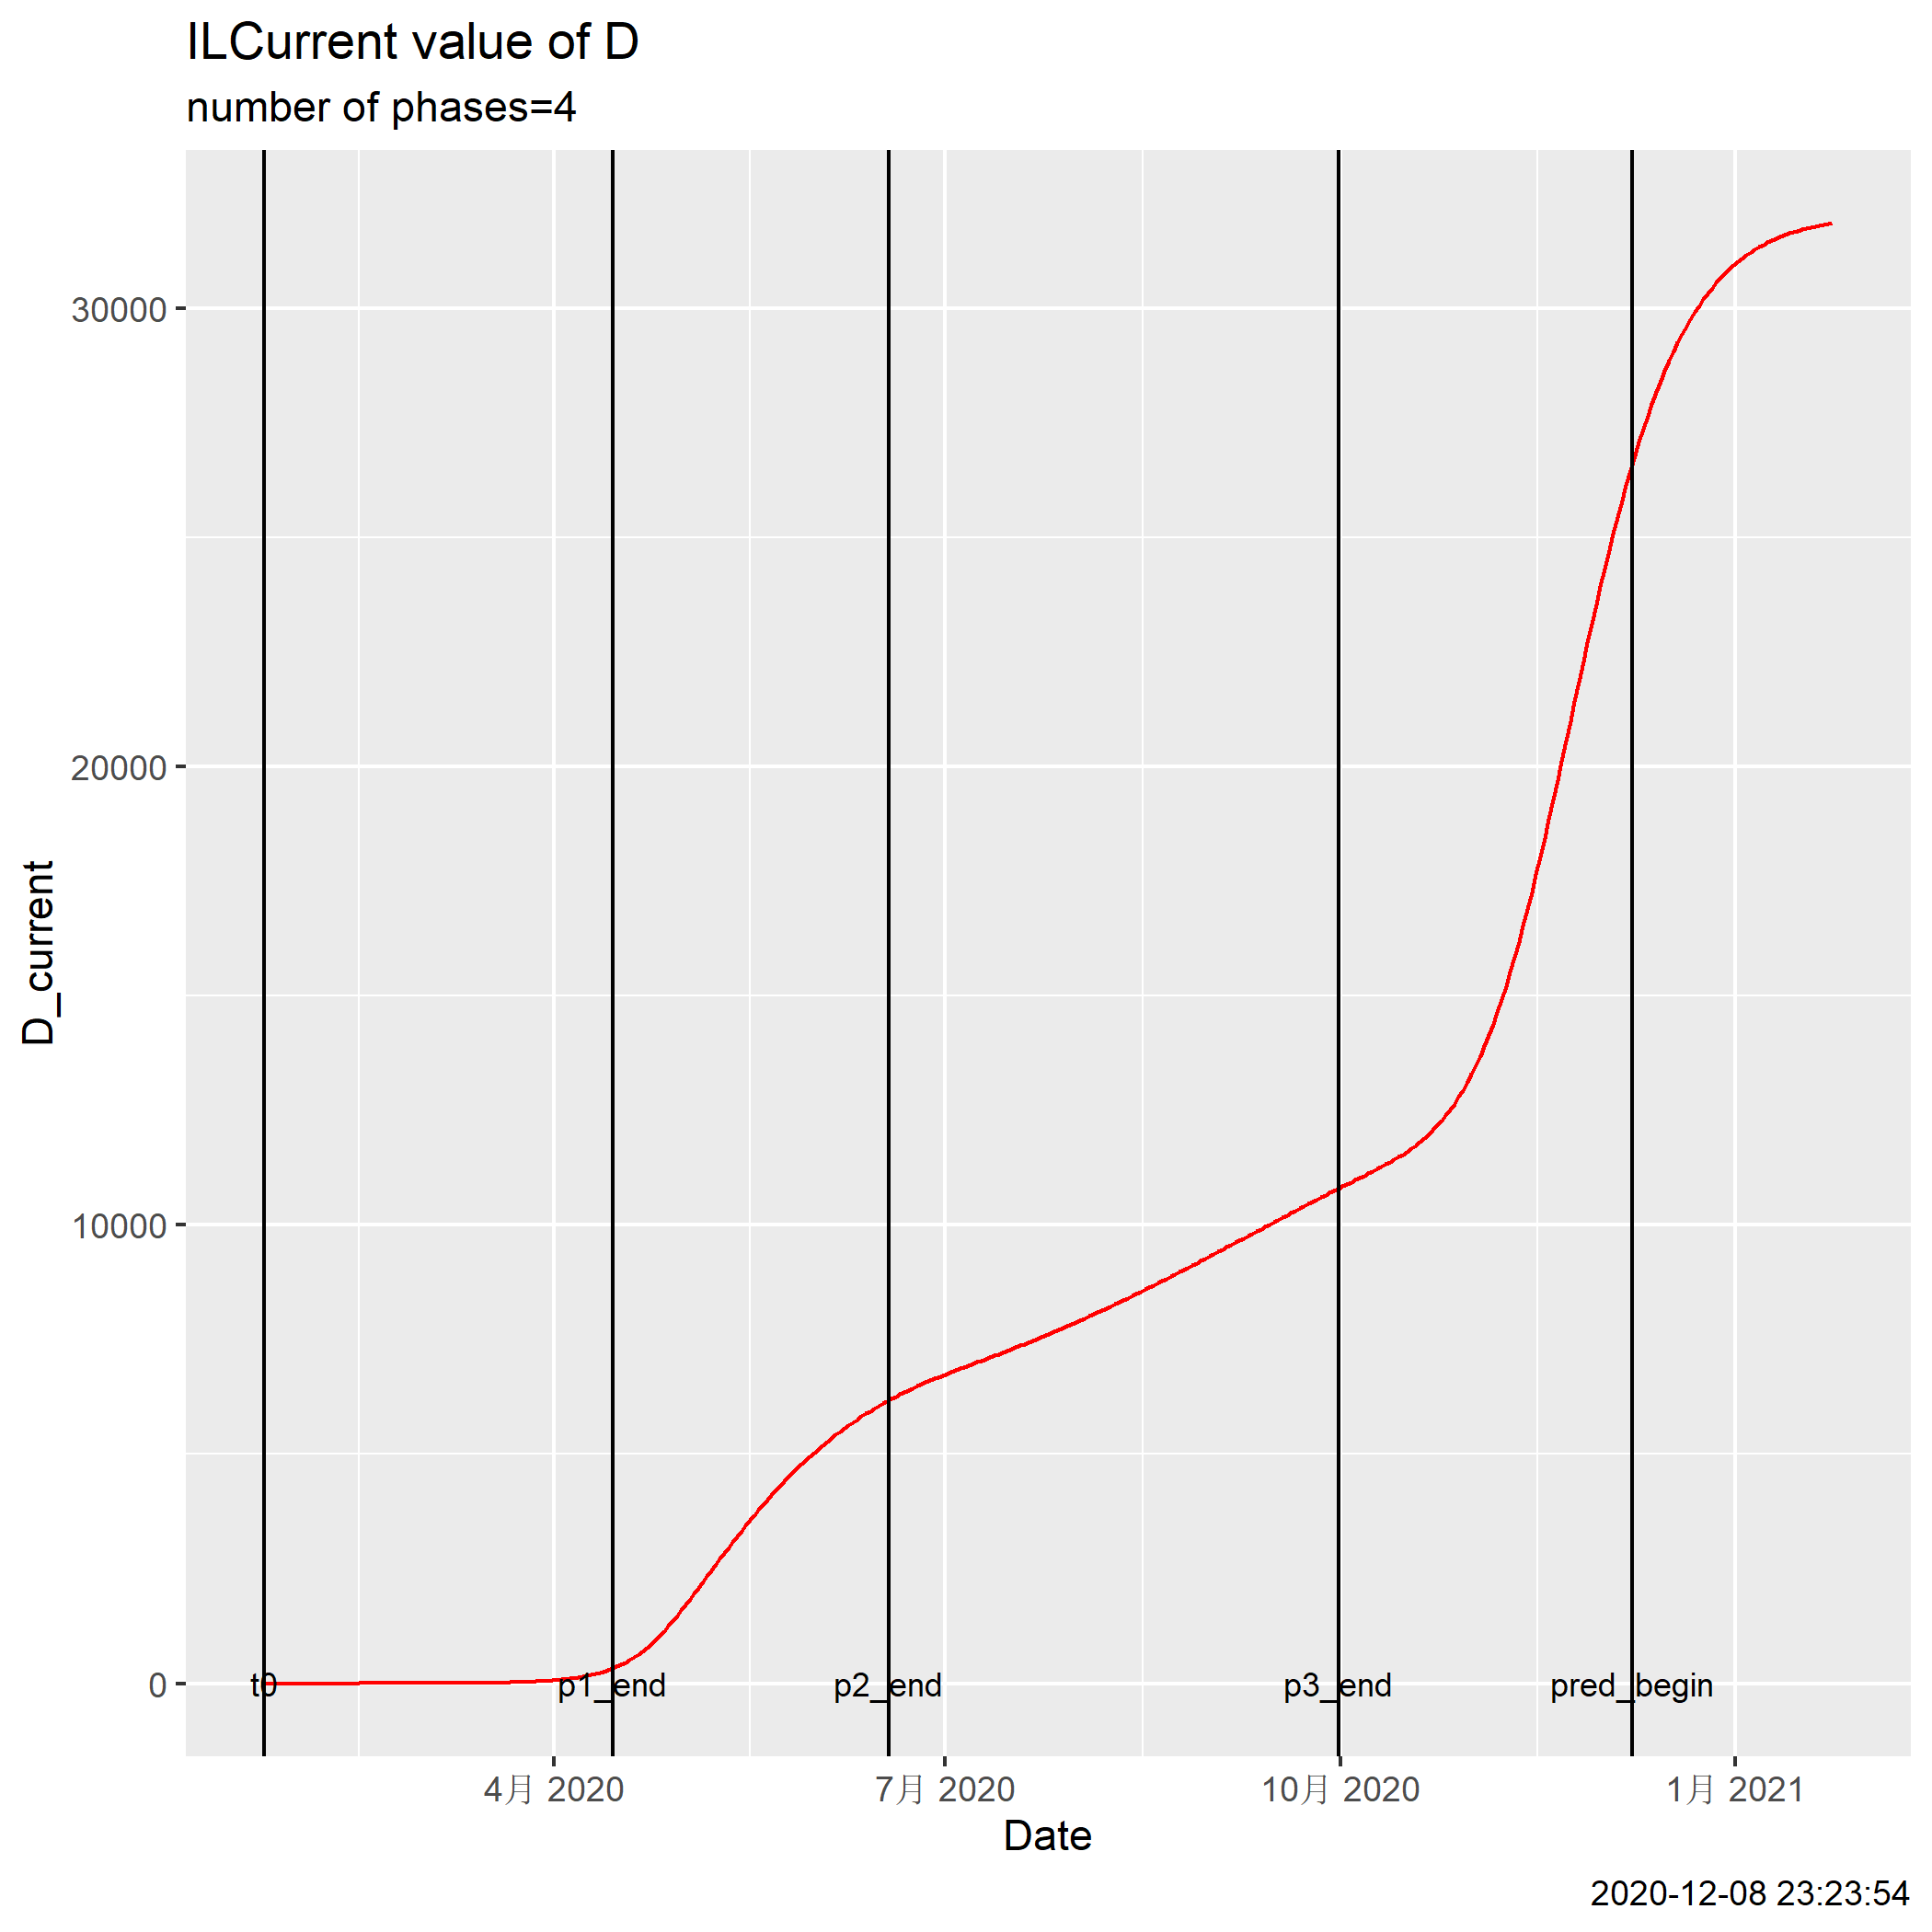 ILCurrent value of D
number of phases=4
30000
20000
10000
0
D_current
t0
p1_end
p2_end
p3_end
pred_begin
4月 2020
7月 2020
10月 2020
1月 2021
Date
2020-12-08 23:23:54